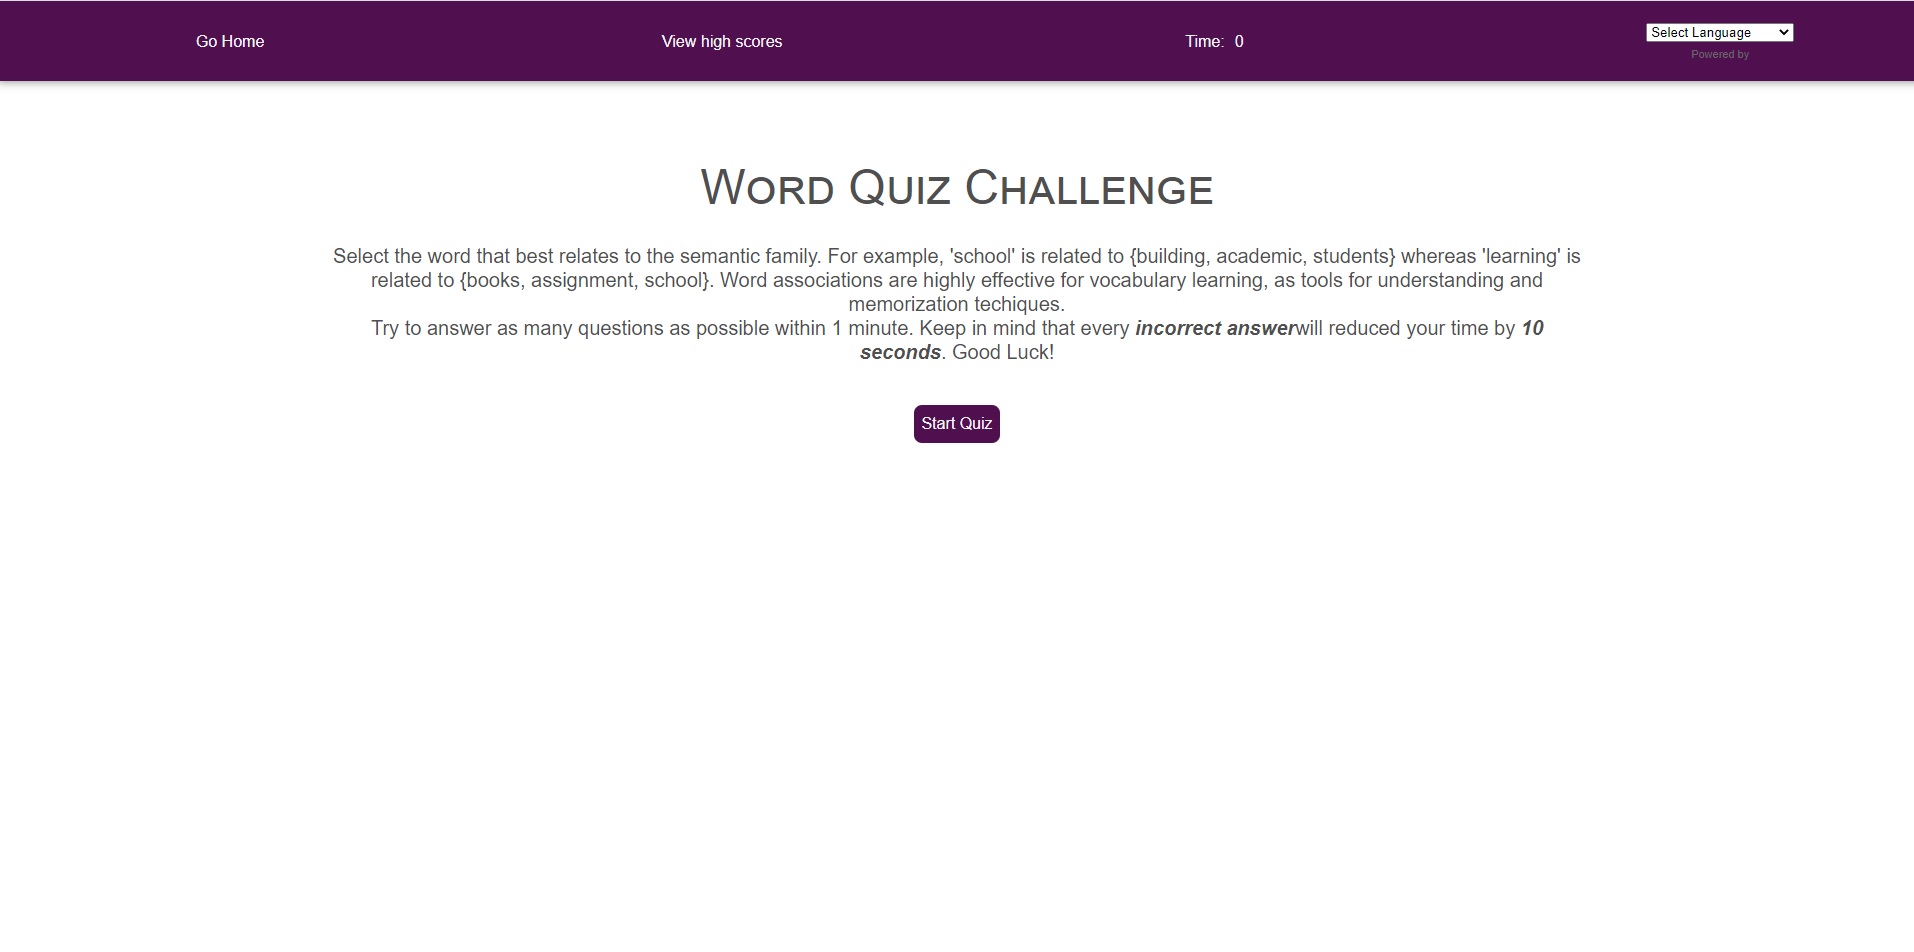 Go Home
View high scores
Time: 0
Select Language
Powered by
Word Quiz Challenge
Select the word that best relates to the semantic family. For example, 'school' is related to {building, academic, students} whereas 'learning' is
related to {books, assignment, school}. Word associations are highly effective for vocabulary learning, as tools for understanding and
memorization techiques.
Try to answer as many questions as possible within 1 minute. Keep in mind that every incorrect answerwill reduced your time by 10
seconds. Good Luck!
Start Quiz